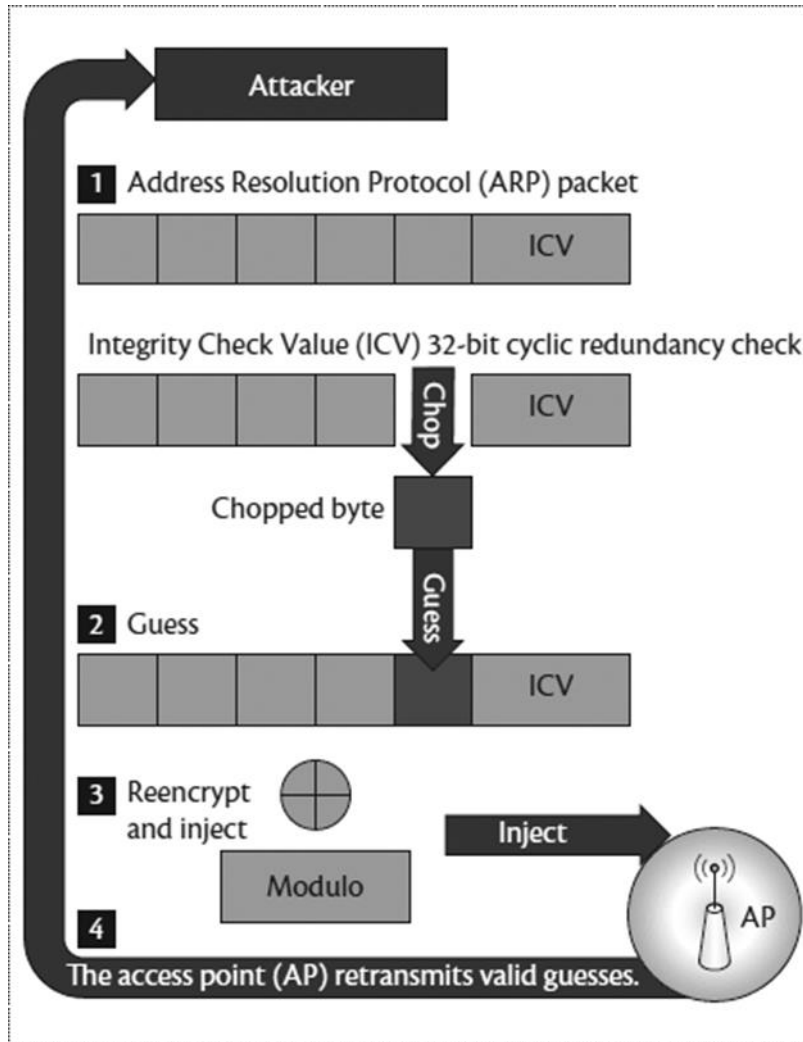 Attacker
1 Address Resolution Protocol (ARP) packet
ICV
Integrity Check Value (ICV) 32-bit cyclic redundancy check
Chop
ICV
Chopped byte
Guess
2 Guess
ICV
3 Reencrypt
and inject
Inject
Modulo
AP
4
The access point (AP) retransmits valid guesses.